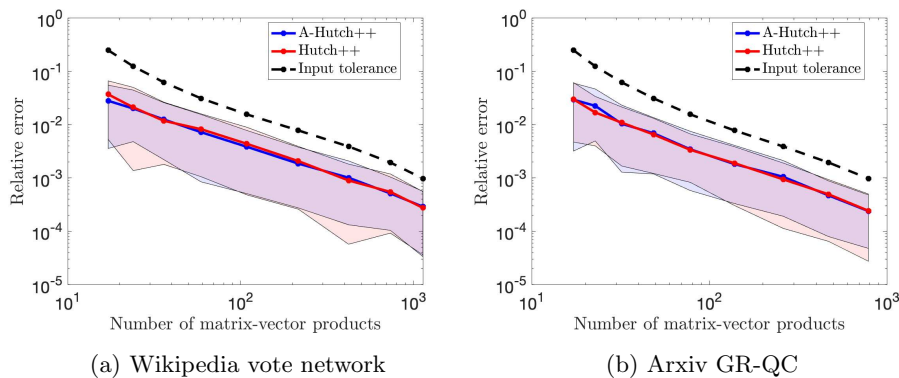 10^0
10^-1
10^-2
10^-3
10^-4
10^-5
Relative error
A-Hutch++
Hutch++
Input tolerance
10^1
10^2
10^3
Number of matrix-vector products
(a) Wikipedia vote network
10^0
10^-1
10^-2
10^-3
10^-4
10^-5
Relative error
A-Hutch++
Hutch++
Input tolerance
10^1
10^2
10^3
Number of matrix-vector products
(b) Arxiv GR-QC